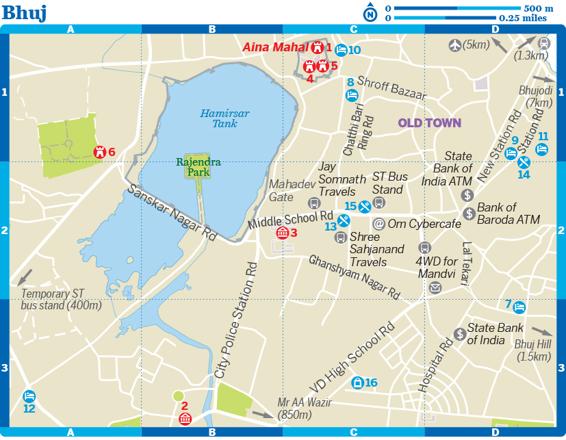 Bhuj
N
0 500 m
0 0.25 miles
A B C D
Aina Mahal 1
10
(5km)
(1.3km)
5
4
8
Shroff Bazaar
Bhujodi
(7km)
1
1
Hamirsar
Tank
Chatthi Bari
Ring Rd
OLD TOWN
New Station Rd
Station Rd
11
9
14
6
Rajendra
Park
Jay
Somnath
Travels
ST Bus
Stand
State
Bank of
India ATM
Mahadev
Gate
Sanskar Nagar Rd
Middle School Rd
15
13
@ Om Cybercafe
$ Bank of
Baroda ATM
2
2
3
Shree
Sahjanand
Travels
4WD for
Mandvi
Lal Tekari
Ghanshyam Nagar Rd
Temporary ST
bus stand (400m)
City Police Station Rd
7
$ State Bank
of India
Bhuj Hill
(1.5km)
3
3
VD High School Rd
Hospital Rd
16
12
2
Mr AA Wazir
(850m)
A B C D